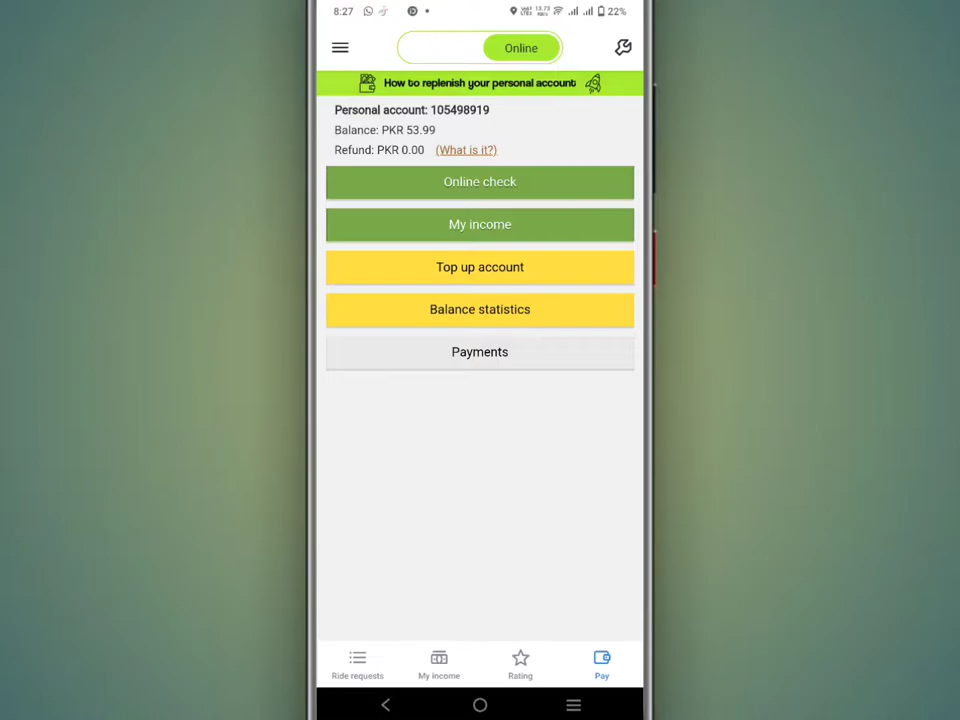 8:27
22%
Online
How to replenish your personal account
Personal account: 105498919
Balance: PKR 53.99
Refund: PKR 0.00 (What is it?)
Online check
My income
Top up account
Balance statistics
Payments
Ride requests
My income
Rating
Pay